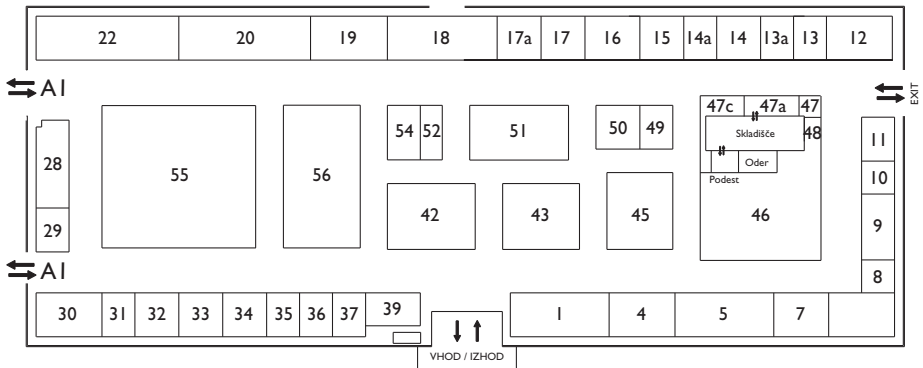 22 20 19 18 17a 17 16 15 14a 14 13a 13 12
A1
EXIT
47c 47a 47
54 52 51 50 49 Skladišče 48 11
28 55 56 Oder 10
Podest
29 42 43 45 46 9
A1 8
30 31 32 33 34 35 36 37 39 1 4 5 7
VHOD / IZHOD